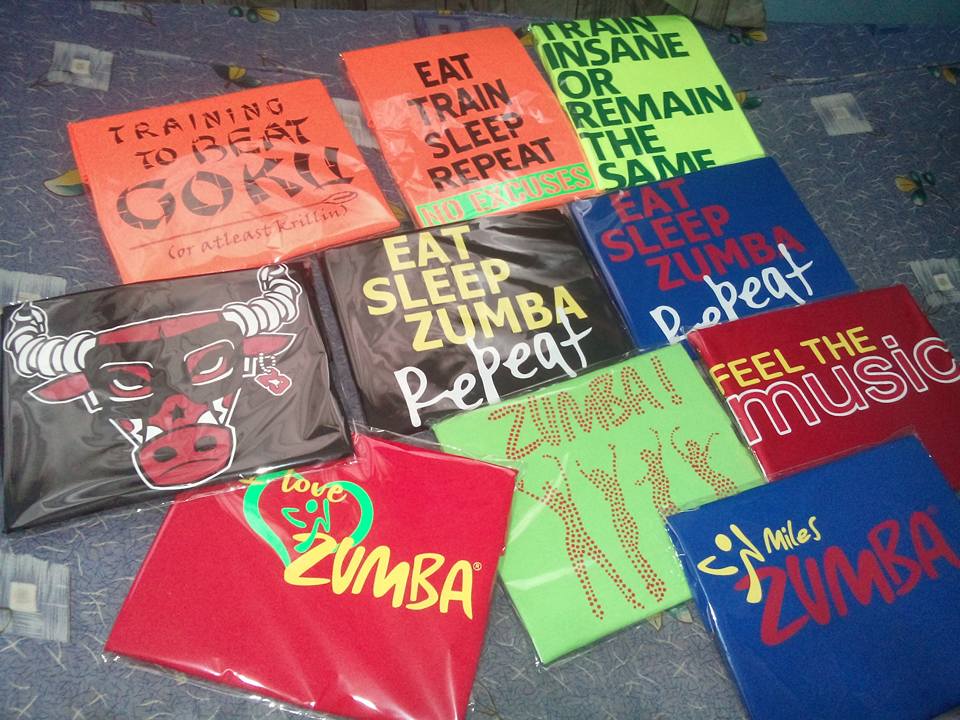 TRAINING
TO BEAT
GOKU
(or atleast Krillin)
EAT
TRAIN
SLEEP
REPEAT
NO EXCUSES
TRAIN
INSANE
OR
REMAIN
THE
SAME
EAT
SLEEP
ZUMBA
Repeat
EAT
SLEEP
ZUMBA
Repeat
FEEL THE
music
love
ZUMBA®
ZUMBA!
Miles
ZUMBA®